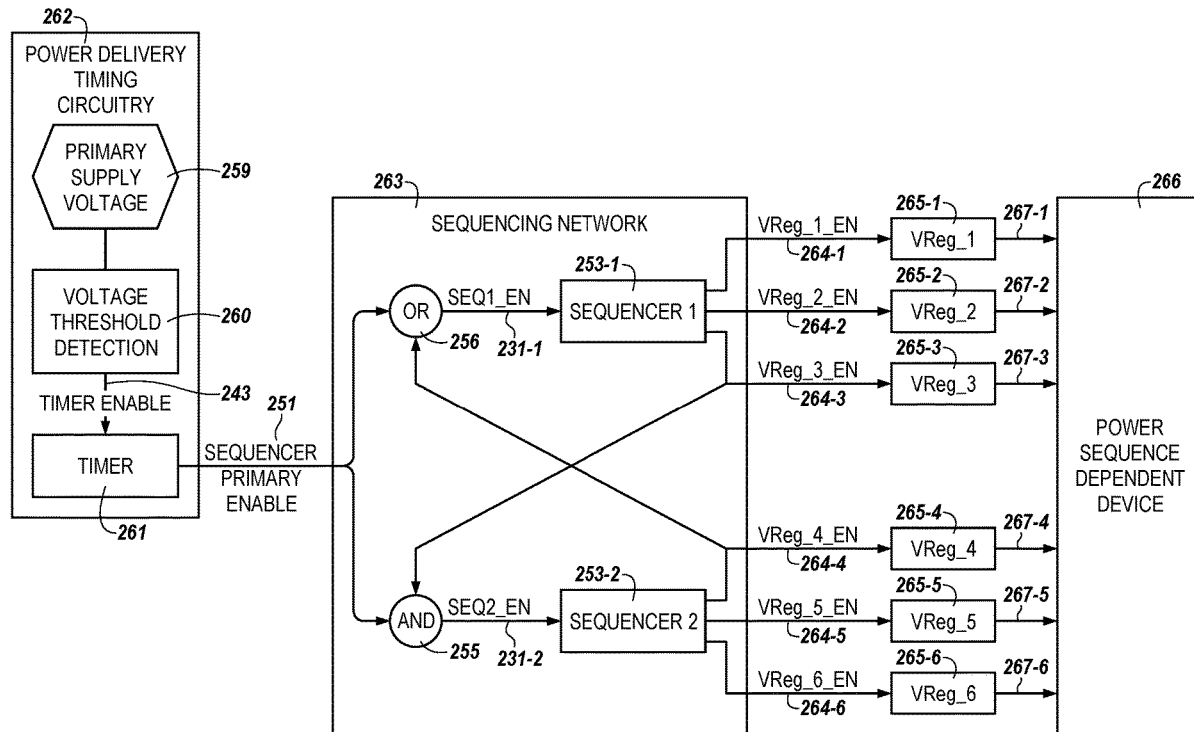 262
POWER DELIVERY
TIMING
CIRCUITRY
PRIMARY
SUPPLY
VOLTAGE
259
VOLTAGE
THRESHOLD
DETECTION
260
243
TIMER ENABLE
TIMER
261
251
SEQUENCER
PRIMARY
ENABLE
263
SEQUENCING NETWORK
OR
256
SEQ1_EN
231-1
253-1
SEQUENCER 1
AND
255
SEQ2_EN
231-2
253-2
SEQUENCER 2
VReg_1_EN
264-1
VReg_2_EN
264-2
VReg_3_EN
264-3
VReg_4_EN
264-4
VReg_5_EN
264-5
VReg_6_EN
264-6
265-1
VReg_1
265-2
VReg_2
265-3
VReg_3
265-4
VReg_4
265-5
VReg_5
265-6
VReg_6
267-1
267-2
267-3
267-4
267-5
267-6
266
POWER
SEQUENCE
DEPENDENT
DEVICE